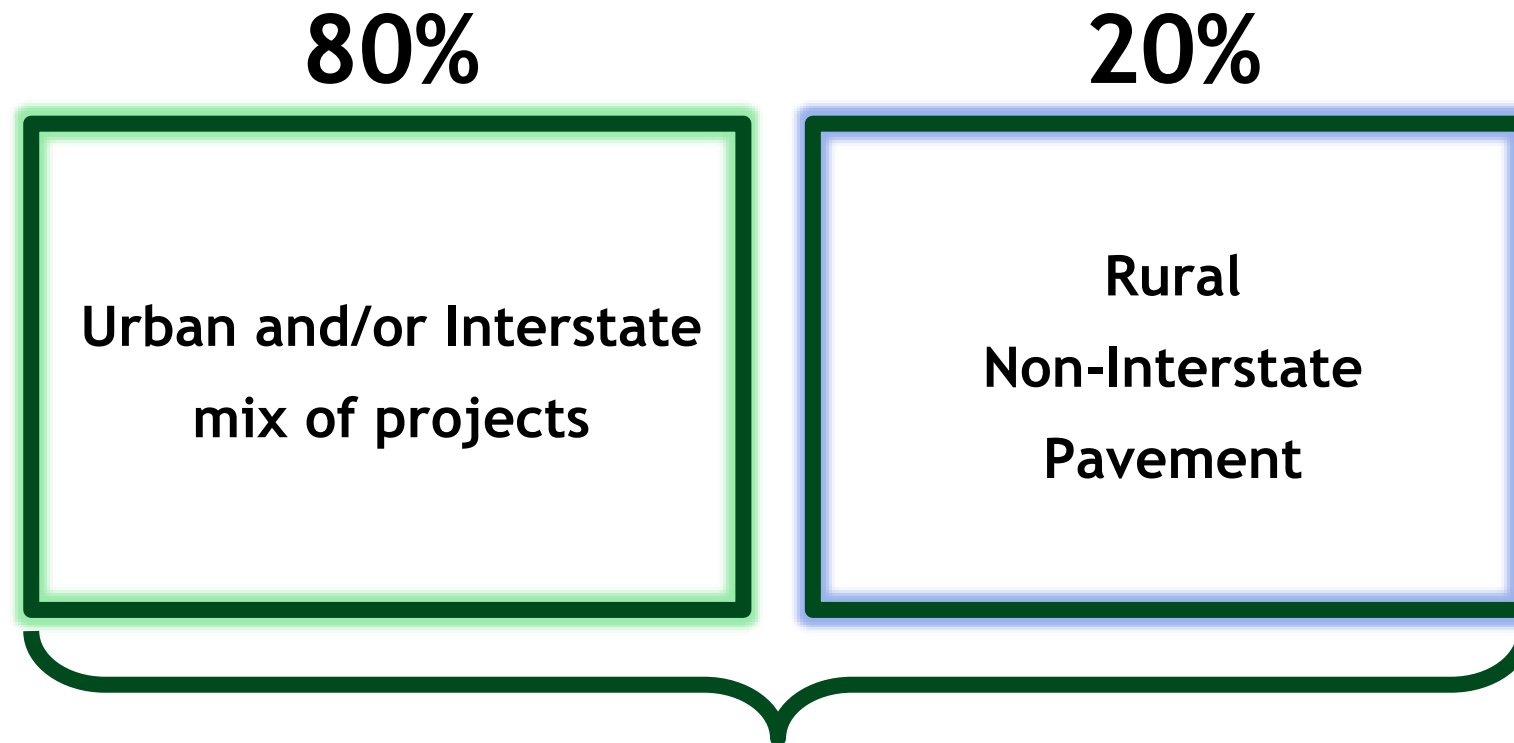 80%
20%
Urban and/or Interstate
mix of projects
Rural
Non-Interstate
Pavement